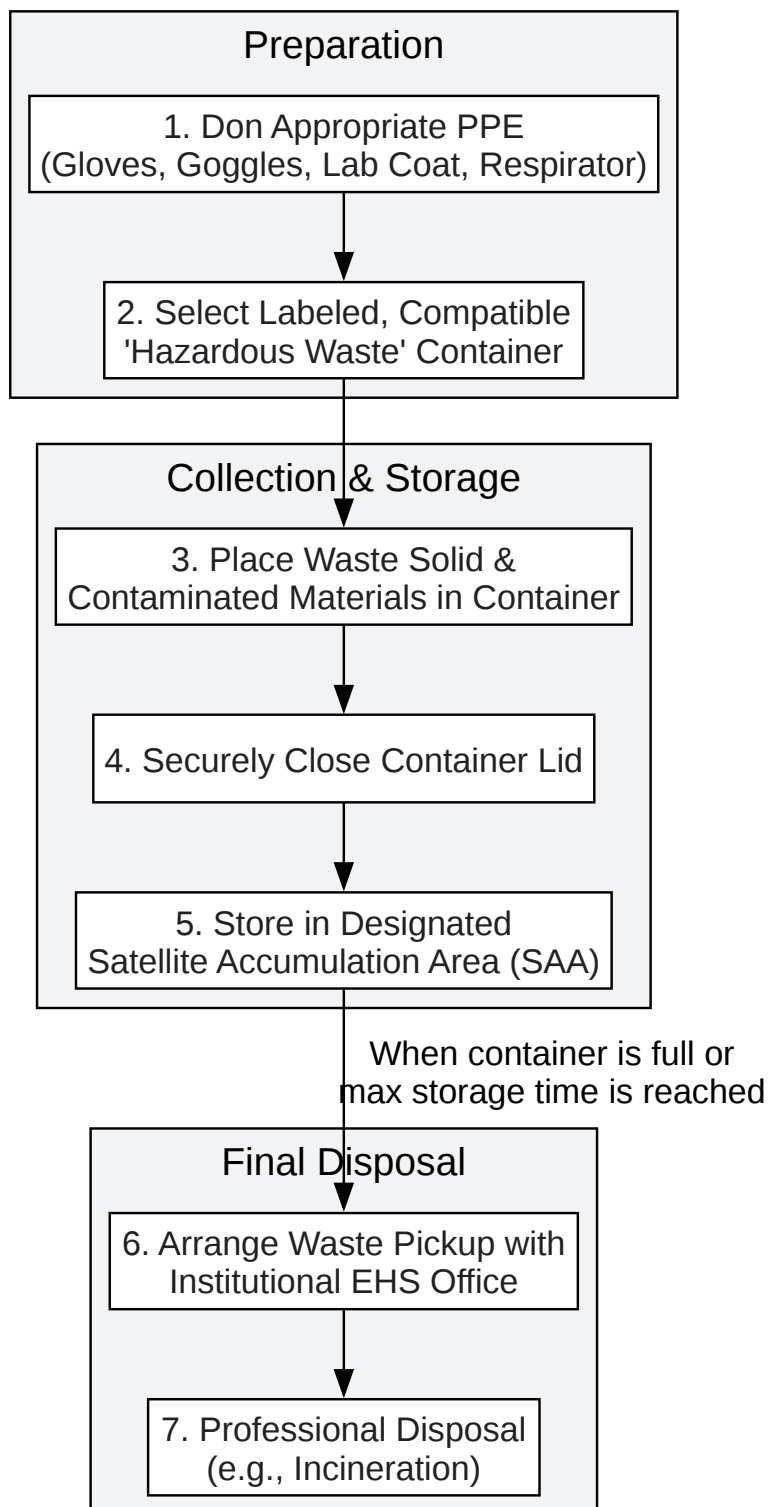 Preparation
1. Don Appropriate PPE
(Gloves, Goggles, Lab Coat, Respirator)
2. Select Labeled, Compatible
'Hazardous Waste' Container
Collection & Storage
3. Place Waste Solid &
Contaminated Materials in Container
4. Securely Close Container Lid
5. Store in Designated
Satellite Accumulation Area (SAA)
When container is full or
max storage time is reached
Final Disposal
6. Arrange Waste Pickup with
Institutional EHS Office
7. Professional Disposal
(e.g., Incineration)